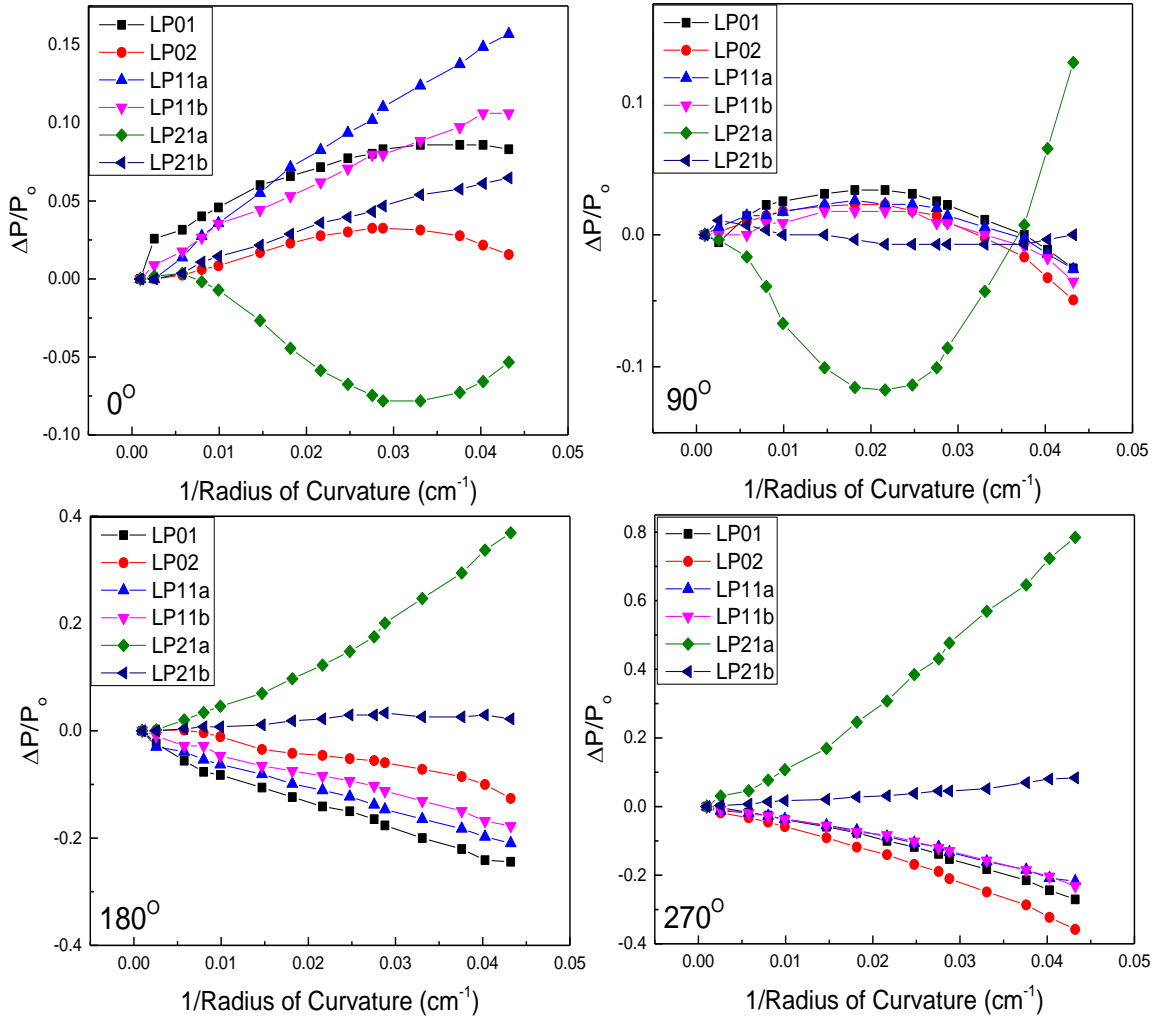 LP01
LP02
LP11a
LP11b
LP21a
LP21b
0.15
0.10
0.05
0.00
-0.05
-0.10
ΔP/Po
0O
0.00 0.01 0.02 0.03 0.04 0.05
1/Radius of Curvature (cm-1)
LP01
LP02
LP11a
LP11b
LP21a
LP21b
0.1
0.0
-0.1
ΔP/Po
90O
0.00 0.01 0.02 0.03 0.04 0.05
1/Radius of Curvature (cm-1)
LP01
LP02
LP11a
LP11b
LP21a
LP21b
0.4
0.2
0.0
-0.2
-0.4
ΔP/Po
180O
0.00 0.01 0.02 0.03 0.04 0.05
1/Radius of Curvature (cm-1)
LP01
LP02
LP11a
LP11b
LP21a
LP21b
0.8
0.6
0.4
0.2
0.0
-0.2
-0.4
ΔP/Po
270O
0.00 0.01 0.02 0.03 0.04 0.05
1/Radius of Curvature (cm-1)